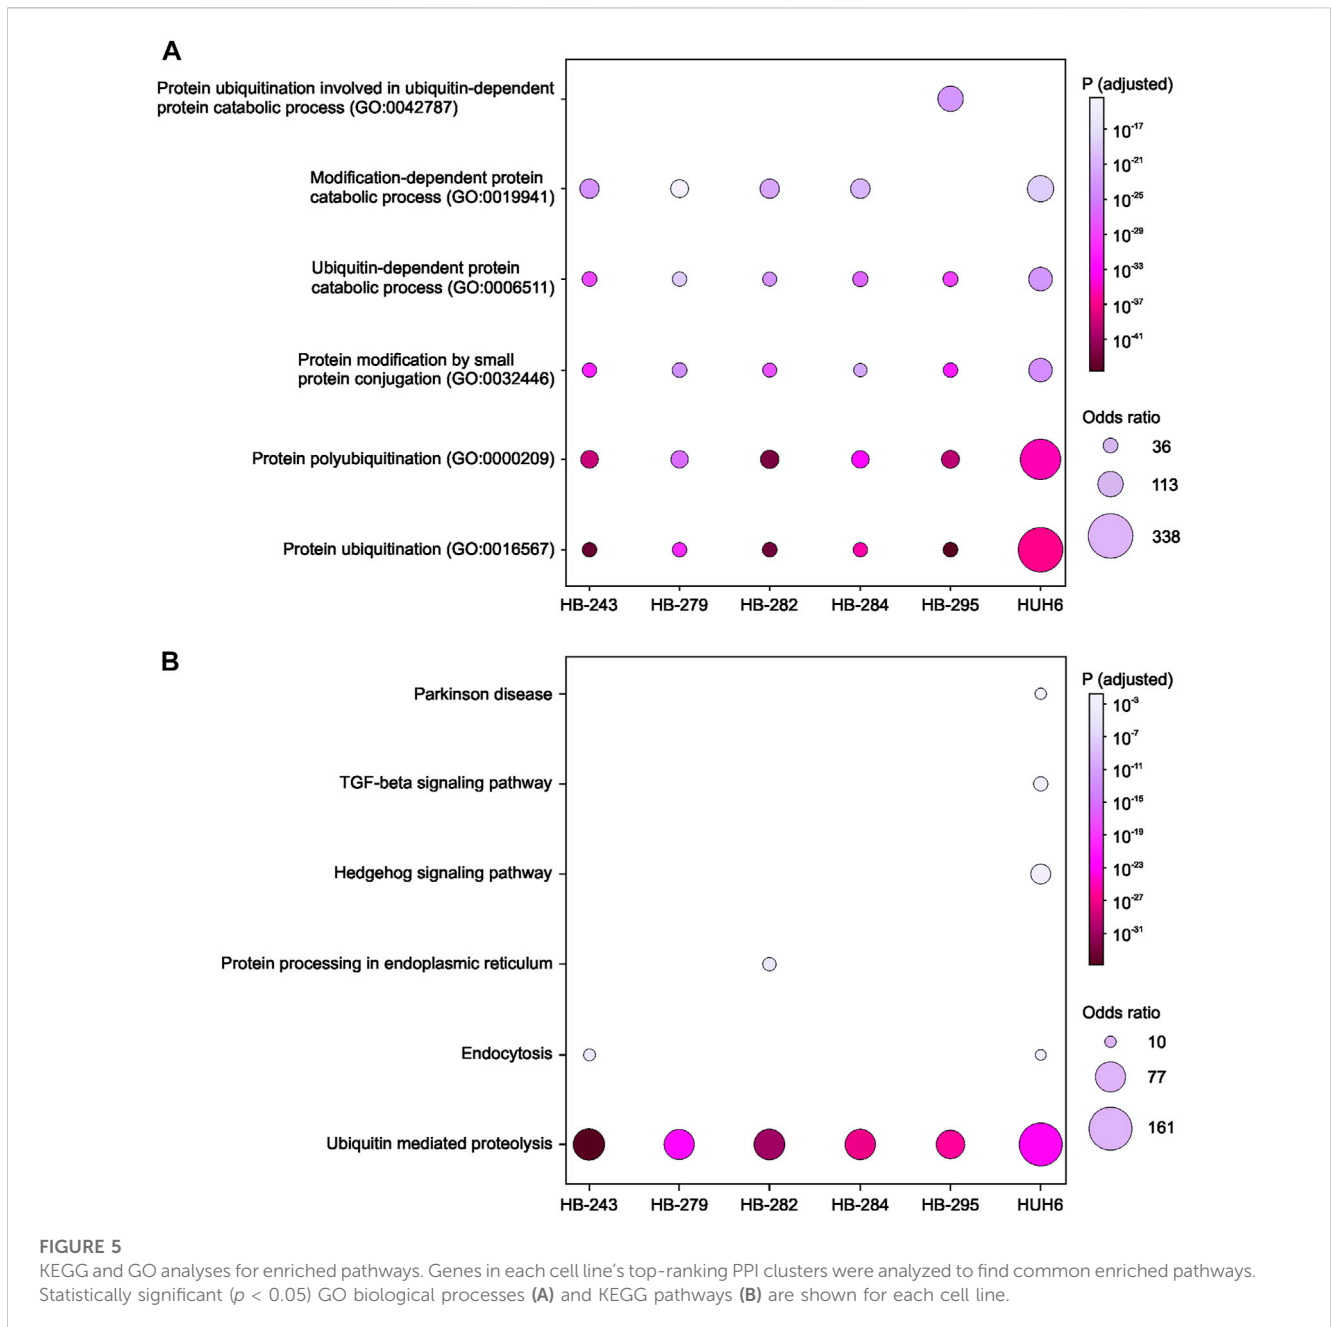 A
Protein ubiquitination involved in ubiquitin-dependent
protein catabolic process (GO:0042787)
Modification-dependent protein
catabolic process (GO:0019941)
Ubiquitin-dependent protein
catabolic process (GO:0006511)
Protein modification by small
protein conjugation (GO:0032446)
Protein polyubiquitination (GO:0000209)
Protein ubiquitination (GO:0016567)
HB-243 HB-279 HB-282 HB-284 HB-295 HUH6
P (adjusted)
10⁻¹⁷
10⁻²¹
10⁻²⁵
10⁻²⁹
10⁻³³
10⁻³⁷
10⁻⁴¹
Odds ratio
36
113
338
B
Parkinson disease
TGF-beta signaling pathway
Hedgehog signaling pathway
Protein processing in endoplasmic reticulum
Endocytosis
Ubiquitin mediated proteolysis
HB-243 HB-279 HB-282 HB-284 HB-295 HUH6
P (adjusted)
10⁻³
10⁻⁷
10⁻¹¹
10⁻¹⁵
10⁻¹⁹
10⁻²³
10⁻²⁷
10⁻³¹
Odds ratio
10
77
161
FIGURE 5
KEGG and GO analyses for enriched pathways. Genes in each cell line's top-ranking PPI clusters were analyzed to find common enriched pathways.
Statistically significant (p < 0.05) GO biological processes (A) and KEGG pathways (B) are shown for each cell line.